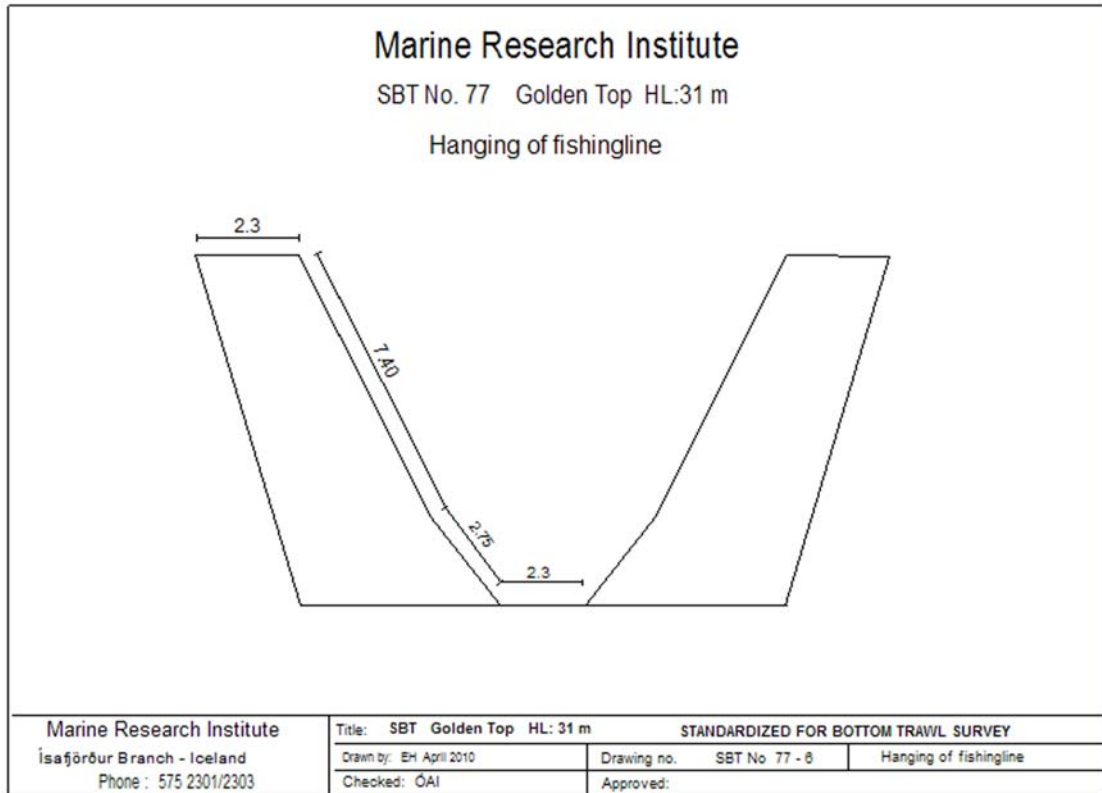 Marine Research Institute
SBT No. 77 Golden Top HL:31 m
Hanging of fishingline
2.3
7.40
2.75
2.3
Marine Research Institute
Ísafjörður Branch - Iceland
Phone : 575 2301/2303
Title: SBT Golden Top HL: 31 m STANDARDIZED FOR BOTTOM TRAWL SURVEY
Drawn by: EH April 2010 Drawing no. SBT No 77 - 6 Hanging of fishingline
Checked: ÓAI Approved: